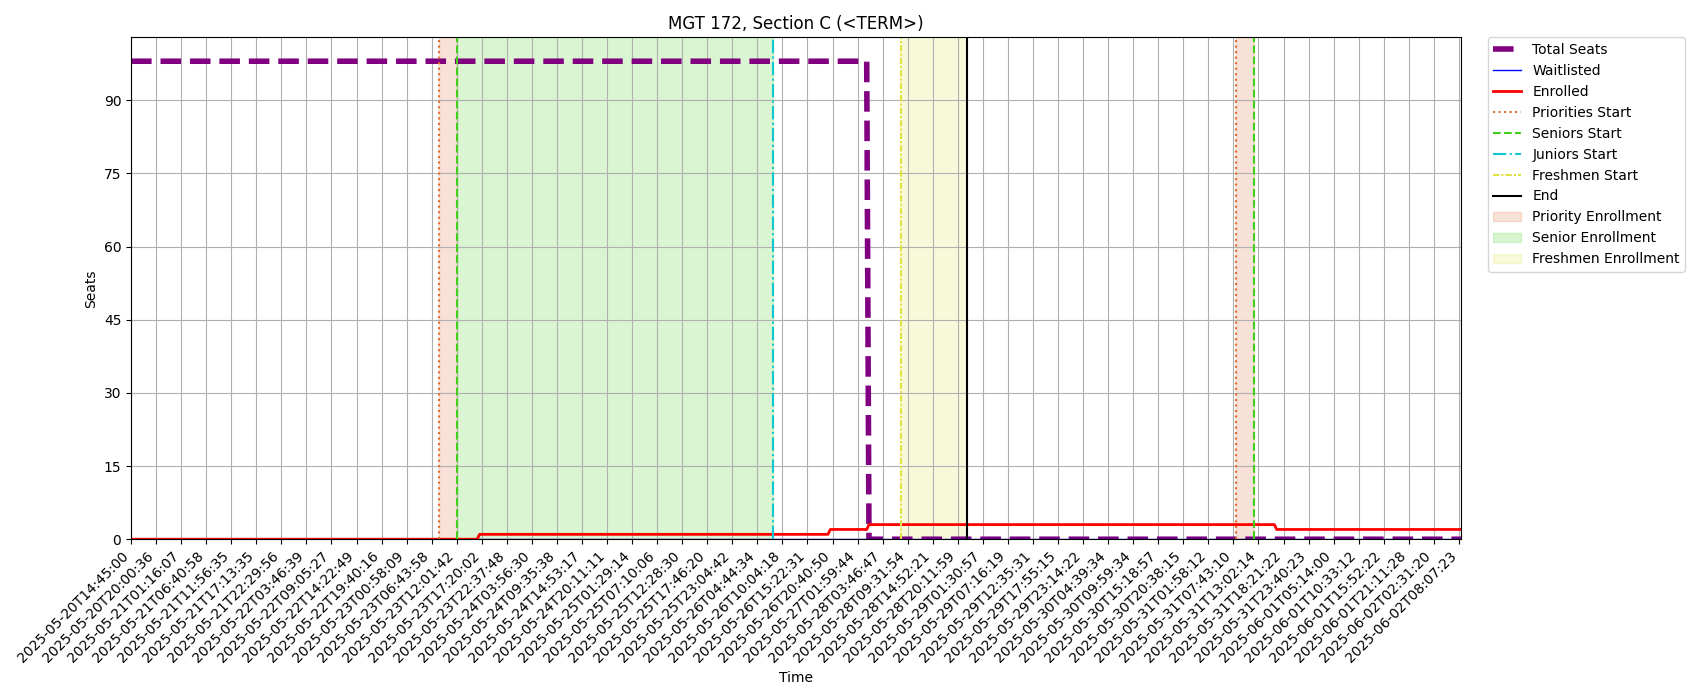 MGT 172, Section C (<TERM>)
Total Seats
Waitlisted
Enrolled
Priorities Start
Seniors Start
Juniors Start
Freshmen Start
End
Priority Enrollment
Senior Enrollment
Freshmen Enrollment
Seats
90
75
60
45
30
15
0
2025-05-20T14:45:00
2025-05-20T20:00:36
2025-05-21T01:16:07
2025-05-21T06:40:58
2025-05-21T11:56:35
2025-05-21T17:13:35
2025-05-21T22:29:56
2025-05-22T03:46:39
2025-05-22T09:05:27
2025-05-22T14:22:49
2025-05-22T19:40:16
2025-05-23T00:58:09
2025-05-23T06:43:58
2025-05-23T12:01:42
2025-05-23T17:20:02
2025-05-23T22:37:48
2025-05-24T03:56:30
2025-05-24T09:35:38
2025-05-24T14:53:17
2025-05-24T20:11:11
2025-05-25T01:29:14
2025-05-25T07:10:06
2025-05-25T12:28:30
2025-05-25T17:46:20
2025-05-25T23:04:42
2025-05-26T04:44:34
2025-05-26T10:04:18
2025-05-26T15:22:31
2025-05-26T20:40:50
2025-05-27T01:59:44
2025-05-28T03:46:47
2025-05-28T09:31:54
2025-05-28T14:52:21
2025-05-28T20:11:59
2025-05-29T01:30:57
2025-05-29T07:16:19
2025-05-29T12:35:31
2025-05-29T17:55:15
2025-05-29T23:14:22
2025-05-30T04:39:34
2025-05-30T09:59:34
2025-05-30T15:18:57
2025-05-30T20:38:15
2025-05-31T01:58:12
2025-05-31T07:43:10
2025-05-31T13:02:14
2025-05-31T18:21:22
2025-05-31T23:40:23
2025-06-01T05:14:00
2025-06-01T10:33:12
2025-06-01T15:52:22
2025-06-01T21:11:28
2025-06-02T02:31:20
2025-06-02T08:07:23
Time